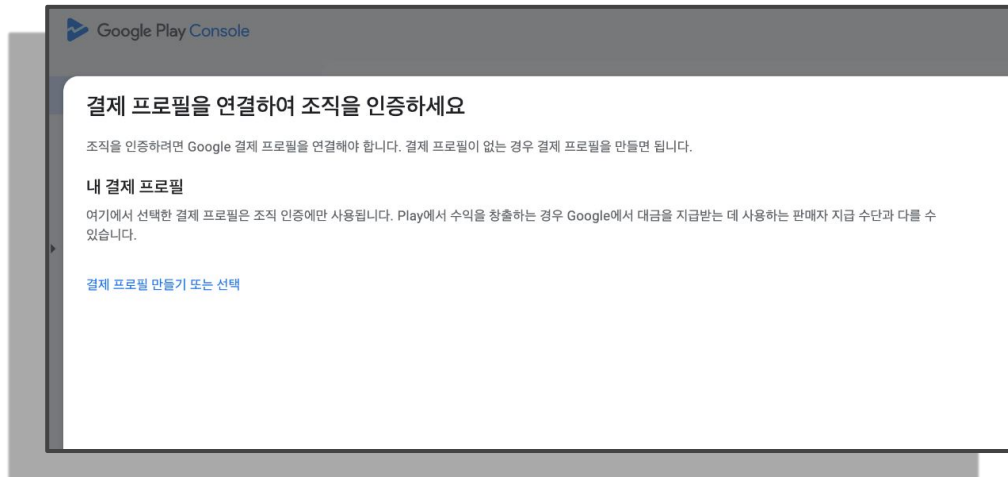 Google Play Console
결제 프로필을 연결하여 조직을 인증하세요
조직을 인증하려면 Google 결제 프로필을 연결해야 합니다. 결제 프로필이 없는 경우 결제 프로필을 만들면 됩니다.
내 결제 프로필
여기에서 선택한 결제 프로필은 조직 인증에만 사용됩니다. Play에서 수익을 창출하는 경우 Google에서 대금을 지급받는 데 사용하는 판매자 지급 수단과 다를 수
있습니다.
결제 프로필 만들기 또는 선택